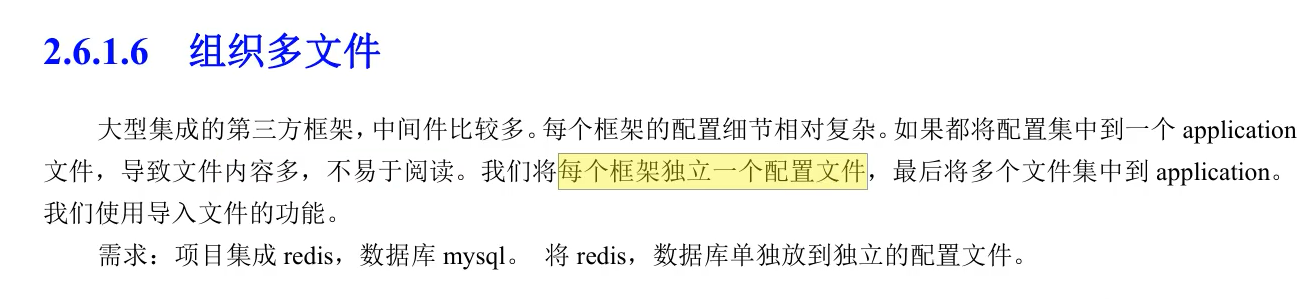 2.6.1.6 组织多文件
大型集成的第三方框架，中间件比较多。每个框架的配置细节相对复杂。如果都将配置集中到一个 application
文件，导致文件内容多，不易于阅读。我们将每个框架独立一个配置文件，最后将多个文件集中到 application。
我们使用导入文件的功能。
需求：项目集成 redis，数据库 mysql。 将 redis，数据库单独放到独立的配置文件。